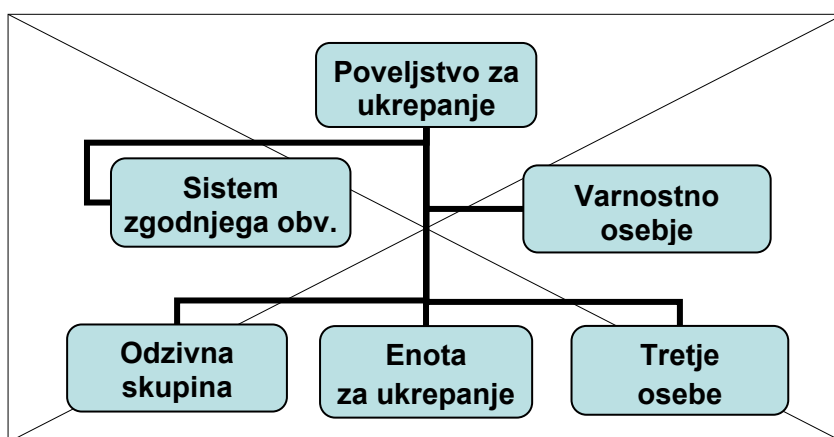 Poveljstvo za
ukrepanje
Sistem
zgodnjega obv.
Varnostno
osebje
Odzivna
skupina
Enota
za ukrepanje
Tretje
osebe